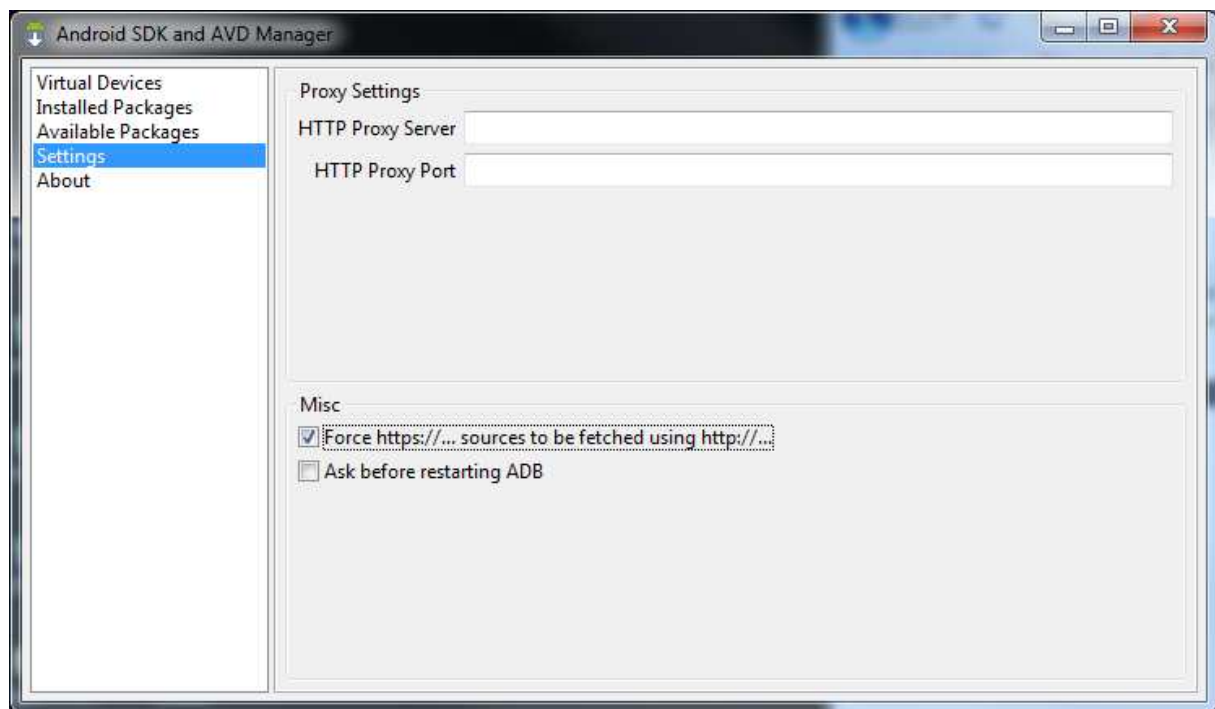 Android SDK and AVD Manager
Virtual Devices
Installed Packages
Available Packages
Settings
About
Proxy Settings
HTTP Proxy Server
HTTP Proxy Port
Misc
Force https://... sources to be fetched using http://...
Ask before restarting ADB